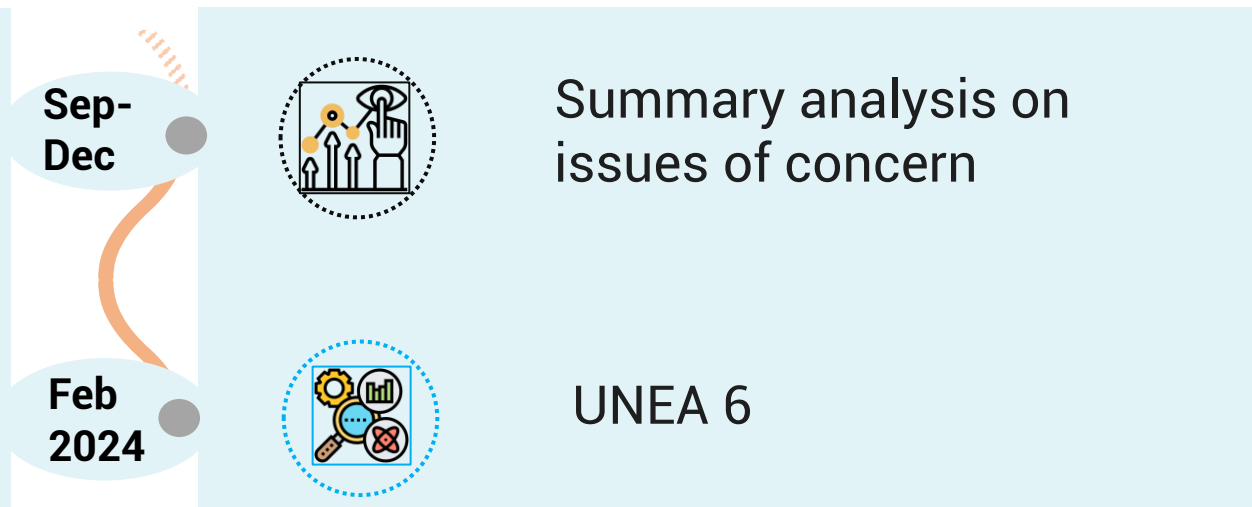 Sep-
Dec
Summary analysis on
issues of concern
Feb
2024
UNEA 6